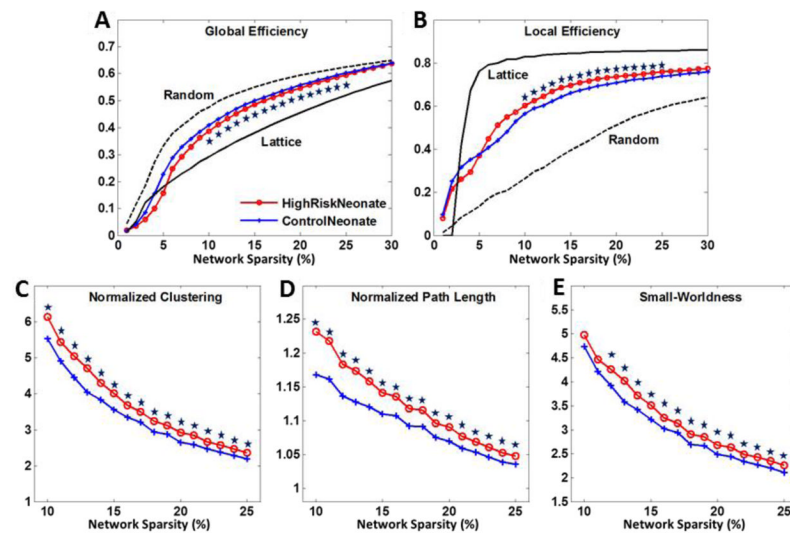 A
Global Efficiency
0.7
0.6
0.5
0.4
0.3
0.2
0.1
0
Random
Lattice
HighRiskNeonate
ControlNeonate
0 5 10 15 20 25 30
Network Sparsity (%)
B
Local Efficiency
0.8
0.6
0.4
0.2
0
Lattice
Random
0 5 10 15 20 25 30
Network Sparsity (%)
C
Normalized Clustering
6
5
4
3
2
1
10 15 20 25
Network Sparsity (%)
D
Normalized Path Length
1.25
1.2
1.15
1.1
1.05
1
10 15 20 25
Network Sparsity (%)
E
Small-Worldness
5.5
5
4.5
4
3.5
3
2.5
2
1.5
10 15 20 25
Network Sparsity (%)